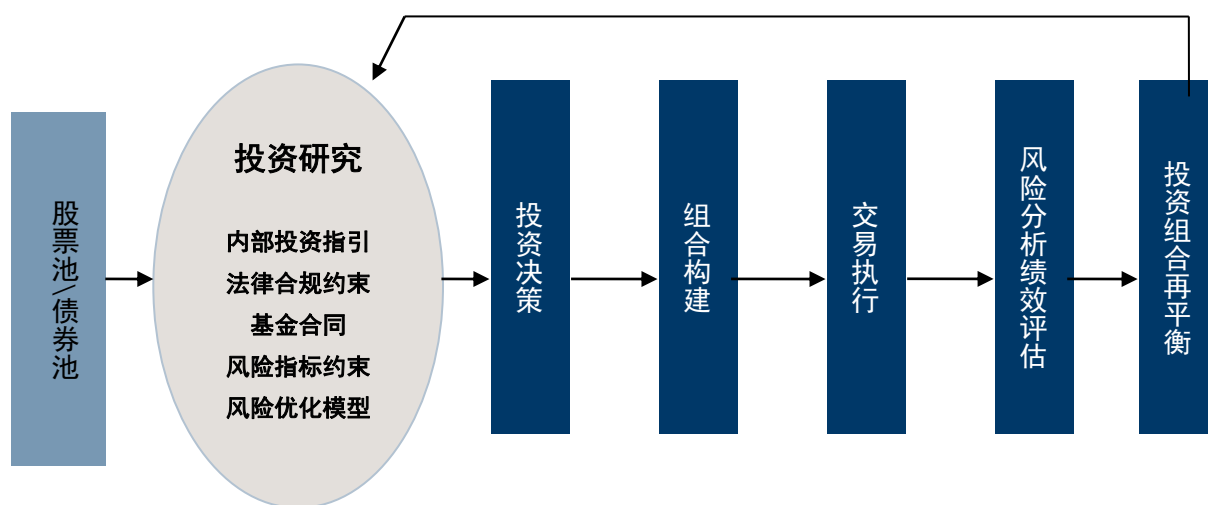 股票池\债券池
投资研究
内部投资指引
法律合规约束
基金合同
风险指标约束
风险优化模型
投资决策
组合构建
交易执行
风险分析绩效评估
投资组合再平衡